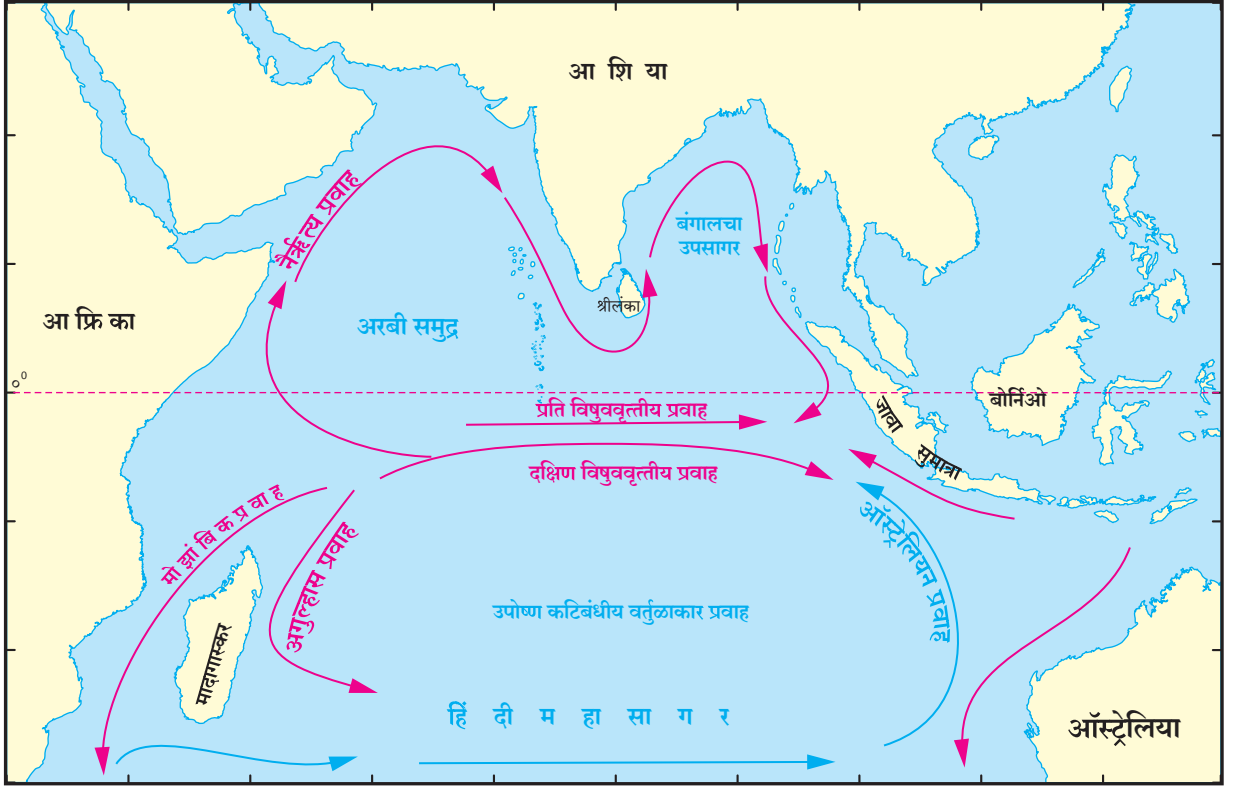 आ शि या
नैर्ऋत्य प्रवाह
बंगालचा
उपसागर
श्रीलंका
आ फ्रि का
अरबी समुद्र
0⁰
प्रति विषुववृत्तीय प्रवाह
बोर्निओ
जावा
सुमात्रा
दक्षिण विषुववृत्तीय प्रवाह
मो झां बि क प्र वा ह
अगुल्हास प्रवाह
ऑस्ट्रेलियन प्रवाह
उपोष्ण कटिबंधीय वर्तुळाकार प्रवाह
मादागास्कर
हिं दी म हा सा ग र
ऑस्ट्रेलिया